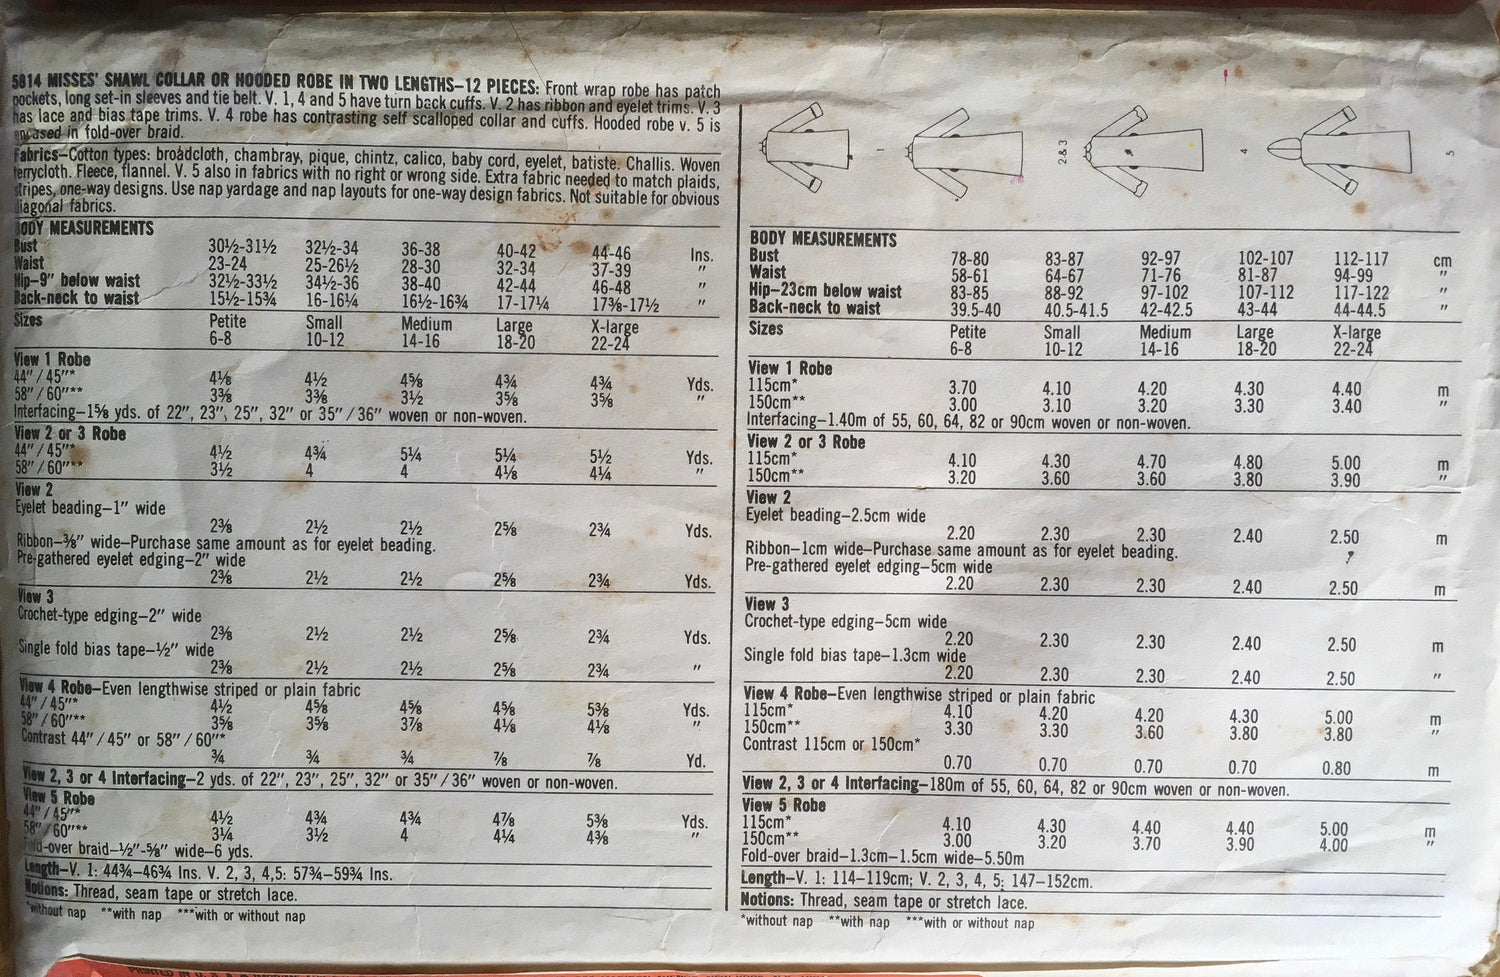 5814 MISSES' SHAWL COLLAR OR HOODED ROBE IN TWO LENGTHS–12 PIECES: Front wrap robe has patch
pockets, long set-in sleeves and tie belt. V. 1, 4 and 5 have turn back cuffs. V. 2 has ribbon and eyelet trims. V. 3
has lace and bias tape trims. V. 4 robe has contrasting self scalloped collar and cuffs. Hooded robe v. 5 is
encased in fold-over braid.
Fabrics–Cotton types: broadcloth, chambray, pique, chintz, calico, baby cord, eyelet, batiste. Challis. Woven
terrycloth. Fleece, flannel. V. 5 also in fabrics with no right or wrong side. Extra fabric needed to match plaids,
stripes, one-way designs. Use nap yardage and nap layouts for one-way design fabrics. Not suitable for obvious
diagonal fabrics.
BODY MEASUREMENTS
Bust 30½-31½ 32½-34 36-38 40-42 44-46 Ins.
Waist 23-24 25-26½ 28-30 32-34 37-39 "
Hip–9" below waist 32½-33½ 34½-36 38-40 42-44 46-48 "
Back-neck to waist 15½-15¾ 16-16¼ 16½-16¾ 17-17¼ 17⅜-17½ "
Sizes Petite Small Medium Large X-large
6-8 10-12 14-16 18-20 22-24
View 1 Robe
44"/45"* 4⅛ 4½ 4⅝ 4¾ 4¾ Yds.
58"/60"** 3⅜ 3⅜ 3½ 3⅝ 3⅝ "
Interfacing–1⅝ yds. of 22", 23", 25", 32" or 35"/36" woven or non-woven.
View 2 or 3 Robe
44"/45"* 4½ 4¾ 5¼ 5¼ 5½ Yds.
58"/60"** 3½ 4 4 4⅛ 4¼ "
View 2
Eyelet beading–1" wide
2⅜ 2½ 2½ 2⅝ 2¾ Yds.
Ribbon–⅜" wide–Purchase same amount as for eyelet beading.
Pre-gathered eyelet edging–2" wide
2⅜ 2½ 2½ 2⅝ 2¾ Yds.
View 3
Crochet-type edging–2" wide
2⅜ 2½ 2½ 2⅝ 2¾ Yds.
Single fold bias tape–½" wide
2⅜ 2½ 2½ 2⅝ 2¾ "
View 4 Robe–Even lengthwise striped or plain fabric
44"/45"* 4½ 4⅝ 4⅝ 4⅝ 5⅜ Yds.
58"/60"** 3⅝ 3⅝ 3⅞ 4⅛ 4⅛ "
Contrast 44"/45" or 58"/60"*
¾ ¾ ¾ ⅞ ⅞ Yd.
View 2, 3 or 4 Interfacing–2 yds. of 22", 23", 25", 32" or 35"/36" woven or non-woven.
View 5 Robe
44"/45"* 4½ 4¾ 4¾ 4⅞ 5⅜ Yds.
58"/60"** 3¼ 3½ 4 4¼ 4⅜ "
Fold-over braid–½"-⅝" wide–6 yds.
Length–V. 1: 44¾–46¾ Ins. V. 2, 3, 4,5: 57¾–59¾ Ins.
Notions: Thread, seam tape or stretch lace.
*without nap **with nap ***with or without nap
1 2 & 3 4 5
BODY MEASUREMENTS
Bust 78-80 83-87 92-97 102-107 112-117 cm
Waist 58-61 64-67 71-76 81-87 94-99 "
Hip–23cm below waist 83-85 88-92 97-102 107-112 117-122 "
Back-neck to waist 39.5-40 40.5-41.5 42-42.5 43-44 44-44.5 "
Sizes Petite Small Medium Large X-large
6-8 10-12 14-16 18-20 22-24
View 1 Robe
115cm* 3.70 4.10 4.20 4.30 4.40 m
150cm** 3.00 3.10 3.20 3.30 3.40 "
Interfacing–1.40m of 55, 60, 64, 82 or 90cm woven or non-woven.
View 2 or 3 Robe
115cm* 4.10 4.30 4.70 4.80 5.00 m
150cm** 3.20 3.60 3.60 3.80 3.90 "
View 2
Eyelet beading–2.5cm wide
2.20 2.30 2.30 2.40 2.50 m
Ribbon–1cm wide–Purchase same amount as for eyelet beading.
Pre-gathered eyelet edging–5cm wide
2.20 2.30 2.30 2.40 2.50 m
View 3
Crochet-type edging–5cm wide
2.20 2.30 2.30 2.40 2.50 m
Single fold bias tape–1.3cm wide
2.20 2.30 2.30 2.40 2.50 "
View 4 Robe–Even lengthwise striped or plain fabric
115cm* 4.10 4.20 4.20 4.30 5.00 m
150cm** 3.30 3.30 3.60 3.80 3.80 "
Contrast 115cm or 150cm*
0.70 0.70 0.70 0.70 0.80 m
View 2, 3 or 4 Interfacing–180m of 55, 60, 64, 82 or 90cm woven or non-woven.
View 5 Robe
115cm* 4.10 4.30 4.40 4.40 5.00 m
150cm** 3.00 3.20 3.70 3.90 4.00 "
Fold-over braid–1.3cm–1.5cm wide–5.50m
Length–V. 1: 114–119cm; V. 2, 3, 4, 5: 147–152cm.
Notions: Thread, seam tape or stretch lace.
*without nap **with nap ***with or without nap